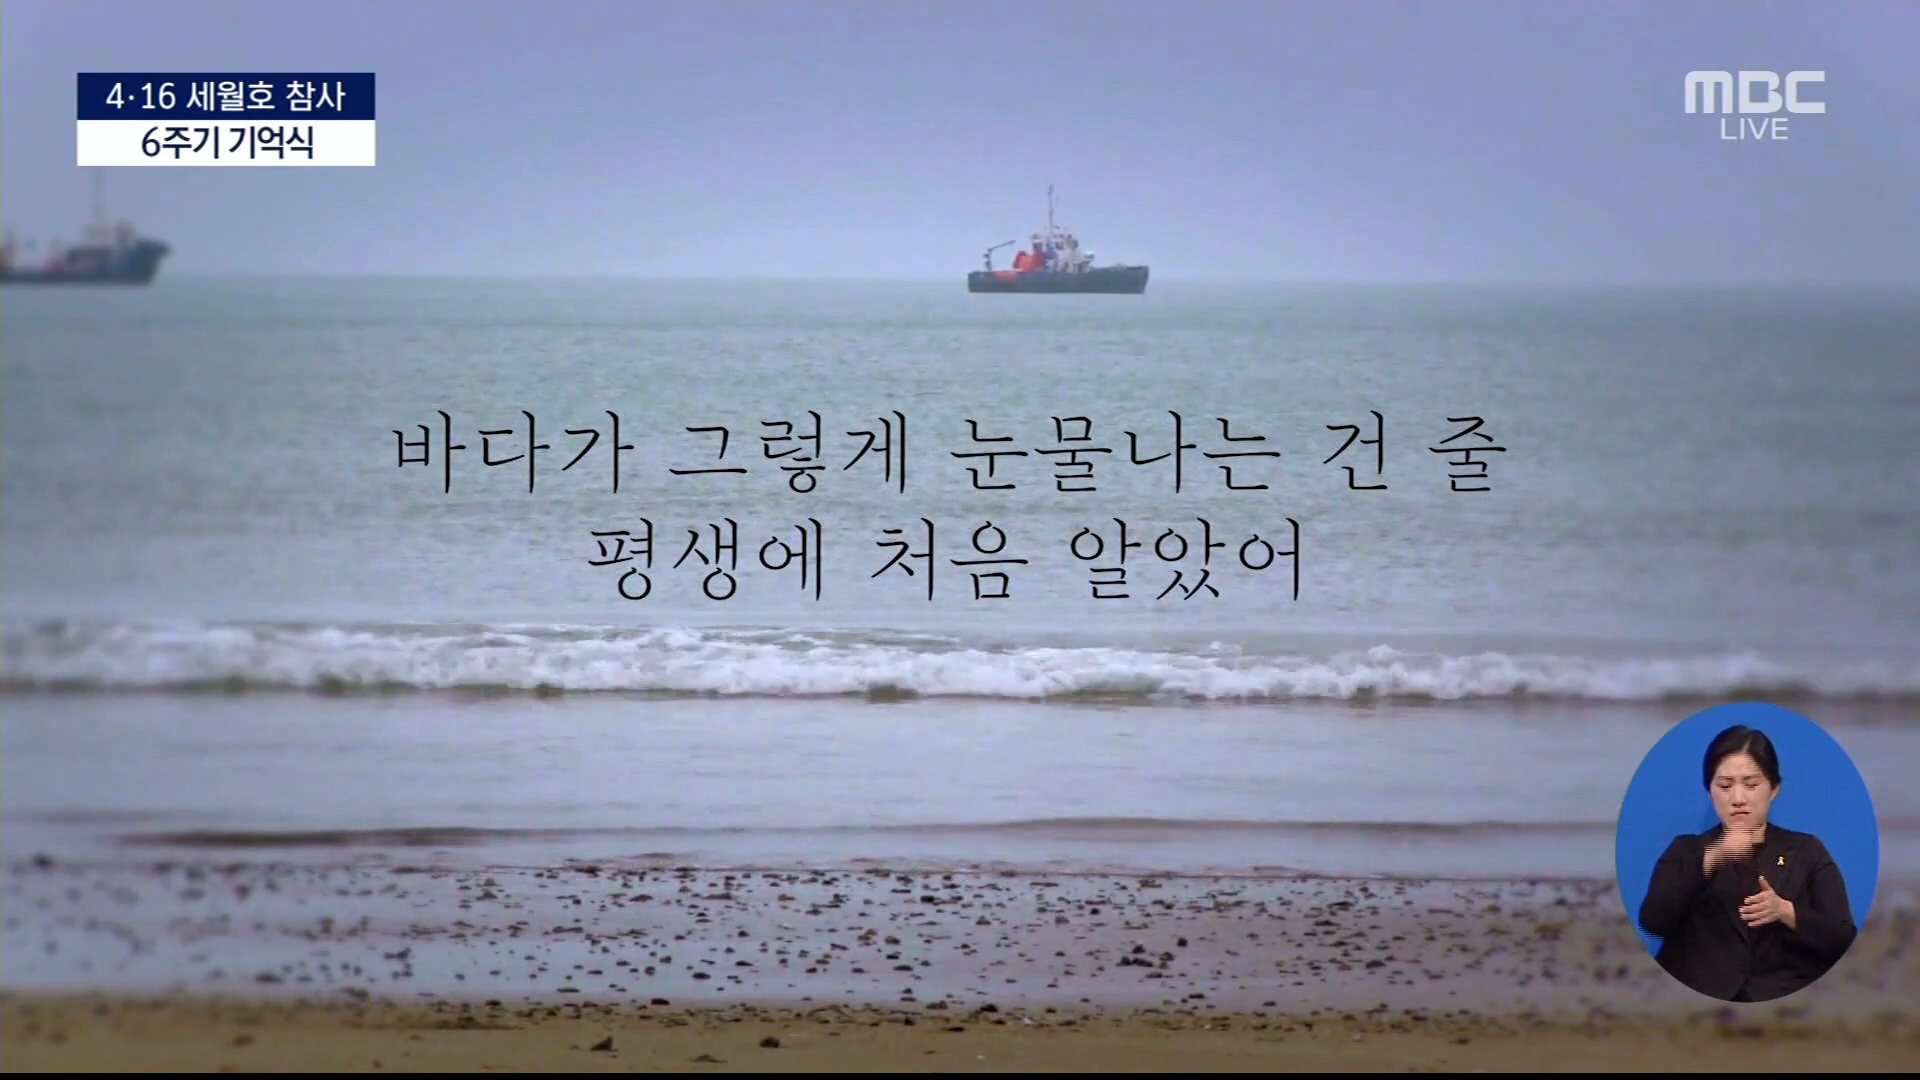 4·16 세월호 참사
6주기 기억식
MBC
LIVE
바다가 그렇게 눈물나는 건 줄
평생에 처음 알았어